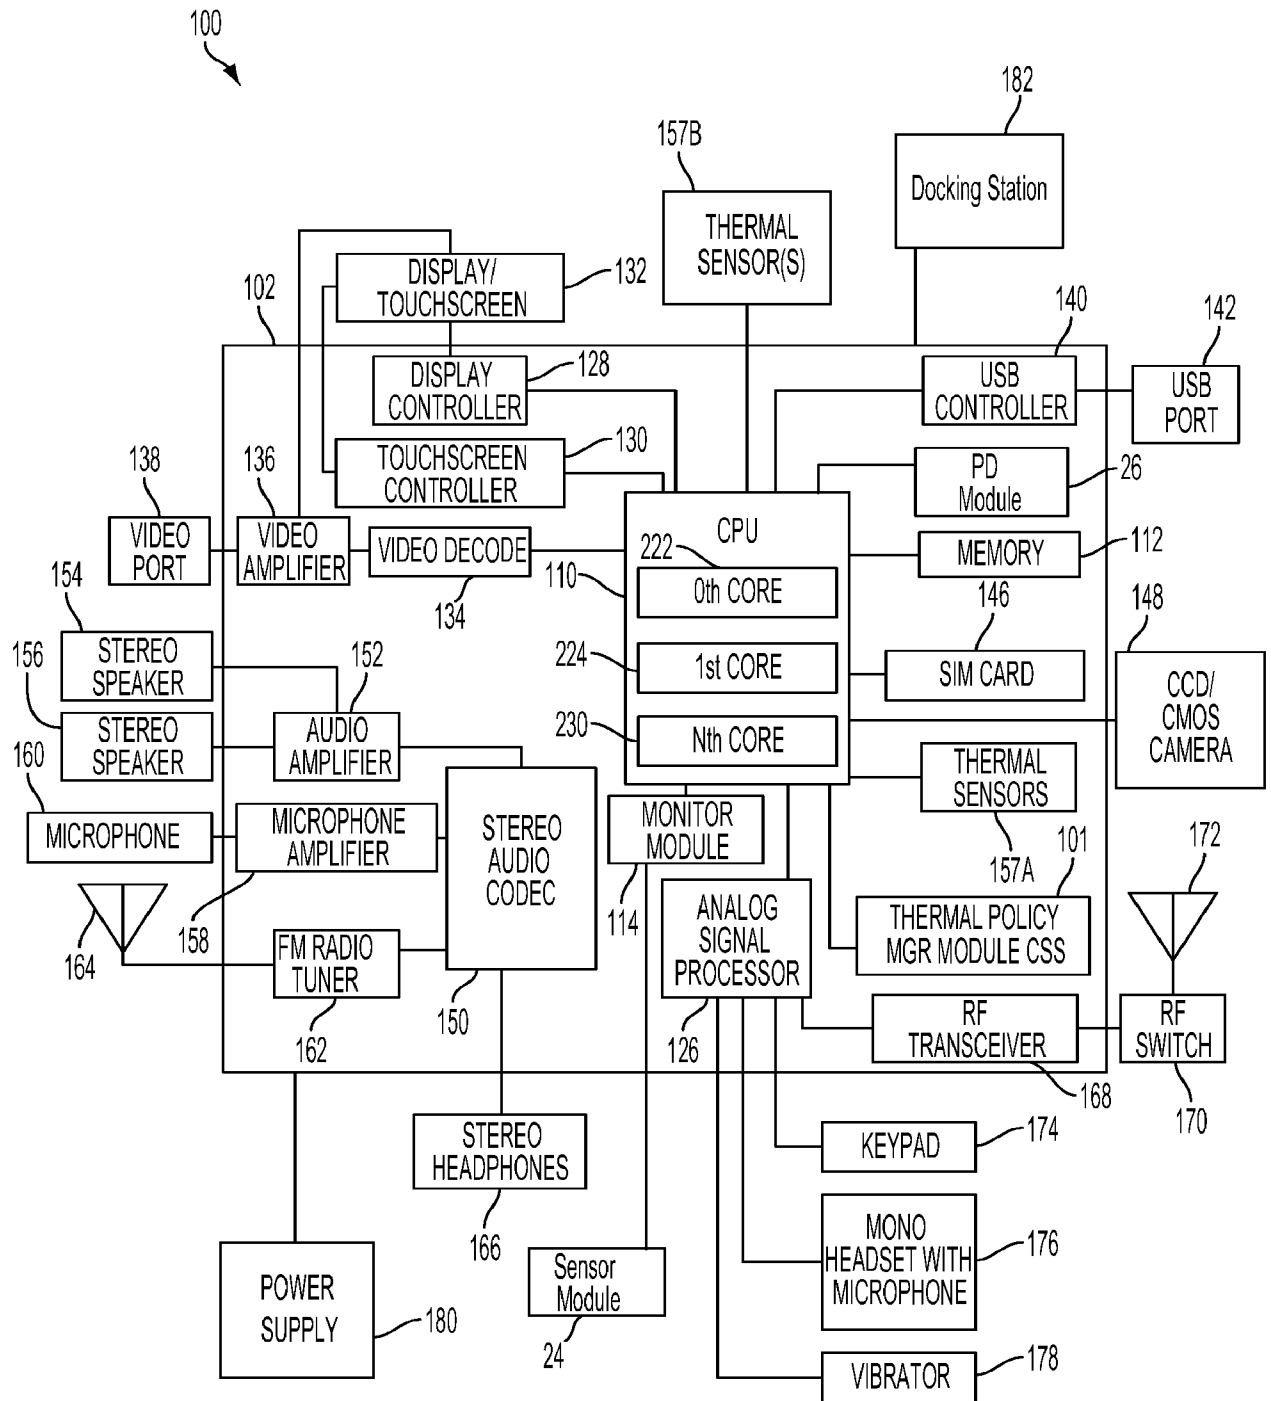 100
182
157B
Docking Station
THERMAL
SENSOR(S)
DISPLAY/
TOUCHSCREEN
132
102
140
142
DISPLAY
CONTROLLER
128
USB
CONTROLLER
USB
PORT
138
136
TOUCHSCREEN
CONTROLLER
130
PD
Module
26
VIDEO
PORT
VIDEO
AMPLIFIER
VIDEO DECODE
134
CPU
222
110
0th CORE
MEMORY
112
154
146
148
STEREO
SPEAKER
156
152
224
1st CORE
SIM CARD
CCD/
CMOS
CAMERA
STEREO
SPEAKER
AUDIO
AMPLIFIER
230
Nth CORE
THERMAL
SENSORS
157A
160
MICROPHONE
MICROPHONE
AMPLIFIER
158
STEREO
AUDIO
CODEC
150
MONITOR
MODULE
114
101
172
164
FM RADIO
TUNER
162
ANALOG
SIGNAL
PROCESSOR
126
THERMAL POLICY
MGR MODULE CSS
RF
TRANSCEIVER
168
RF
SWITCH
170
STEREO
HEADPHONES
166
KEYPAD
174
POWER
SUPPLY
180
Sensor
Module
24
MONO
HEADSET WITH
MICROPHONE
176
VIBRATOR
178